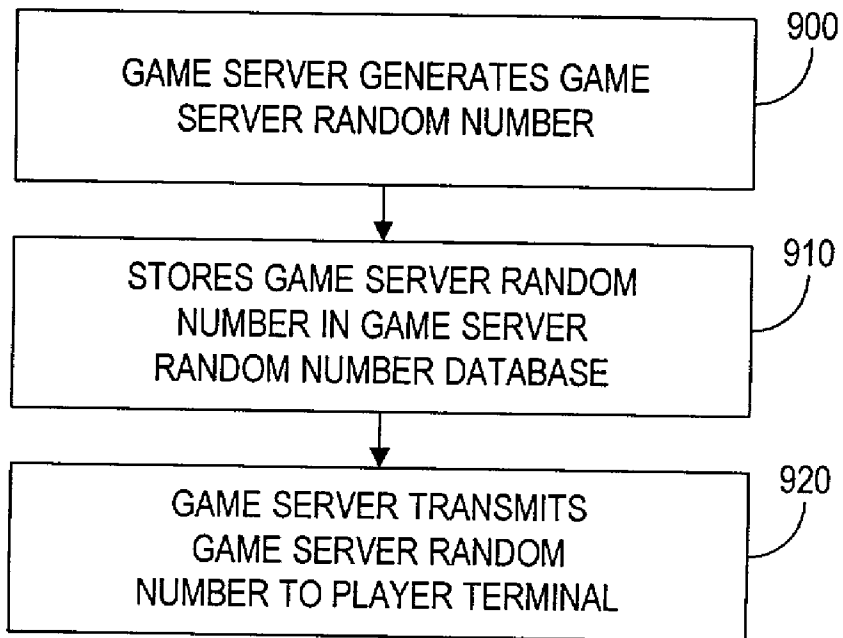 900
GAME SERVER GENERATES GAME
SERVER RANDOM NUMBER
910
STORES GAME SERVER RANDOM
NUMBER IN GAME SERVER
RANDOM NUMBER DATABASE
920
GAME SERVER TRANSMITS
GAME SERVER RANDOM
NUMBER TO PLAYER TERMINAL